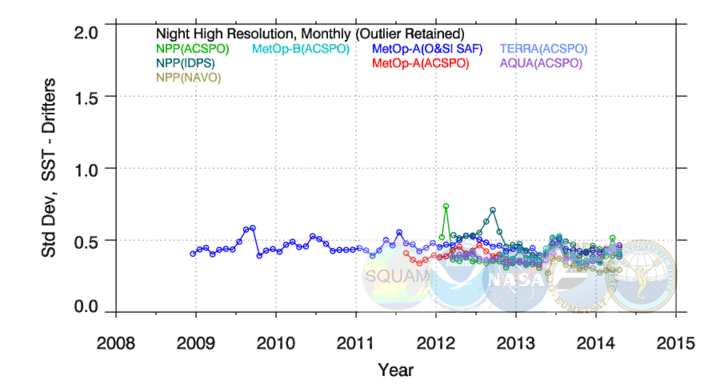 Night High Resolution, Monthly (Outlier Retained)
NPP(ACSPO) MetOp-B(ACSPO) MetOp-A(O&SI SAF) TERRA(ACSPO)
NPP(IDPS) MetOp-A(ACSPO) AQUA(ACSPO)
NPP(NAVO)
2.0
1.5
1.0
0.5
0.0
Std Dev, SST - Drifters
SQUAM
NASA
EUMETSAT
2008 2009 2010 2011 2012 2013 2014 2015
Year